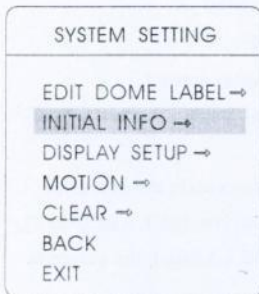 SYSTEM SETTING
EDIT DOME LABEL→
INITIAL INFO →
DISPLAY SETUP →
MOTION →
CLEAR →
BACK
EXIT